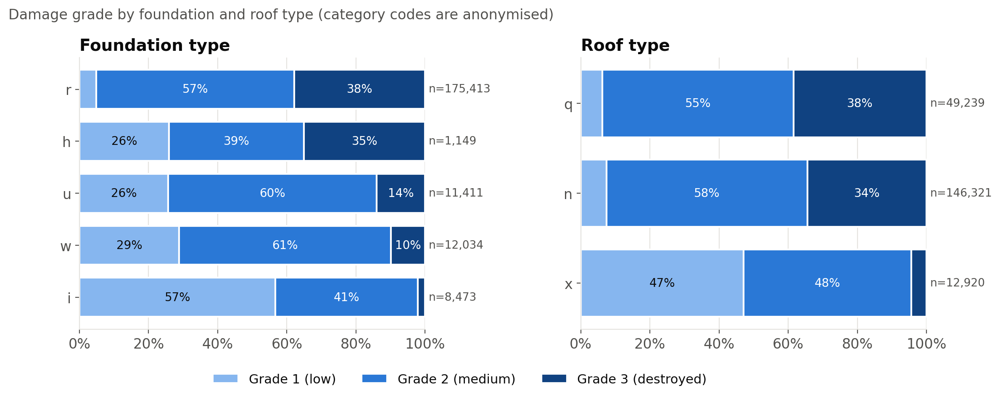 Damage grade by foundation and roof type (category codes are anonymised)
Foundation type
r 57% 38% n=175,413
h 26% 39% 35% n=1,149
u 26% 60% 14% n=11,411
w 29% 61% 10% n=12,034
i 57% 41% n=8,473
0% 20% 40% 60% 80% 100%
Roof type
q 55% 38% n=49,239
n 58% 34% n=146,321
x 47% 48% n=12,920
0% 20% 40% 60% 80% 100%
Grade 1 (low) Grade 2 (medium) Grade 3 (destroyed)